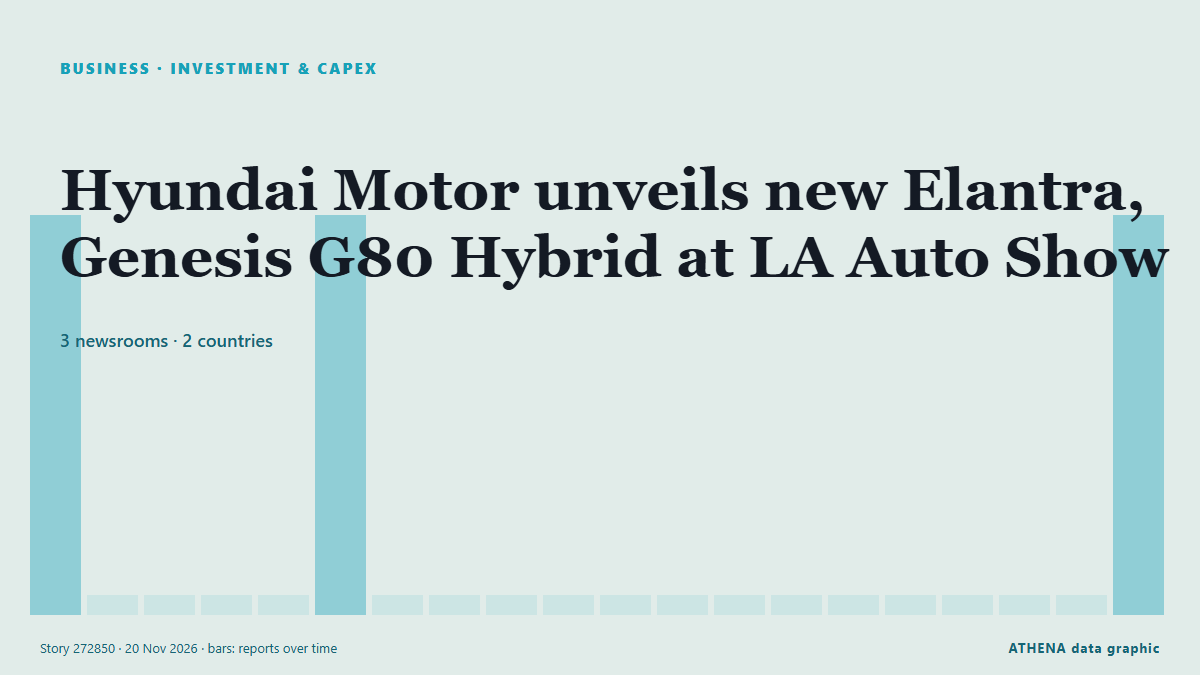 BUSINESS · INVESTMENT & CAPEX
Hyundai Motor unveils new Elantra,
Genesis G80 Hybrid at LA Auto Show
3 newsrooms · 2 countries
Story 272850 · 20 Nov 2026 · bars: reports over time
ATHENA data graphic